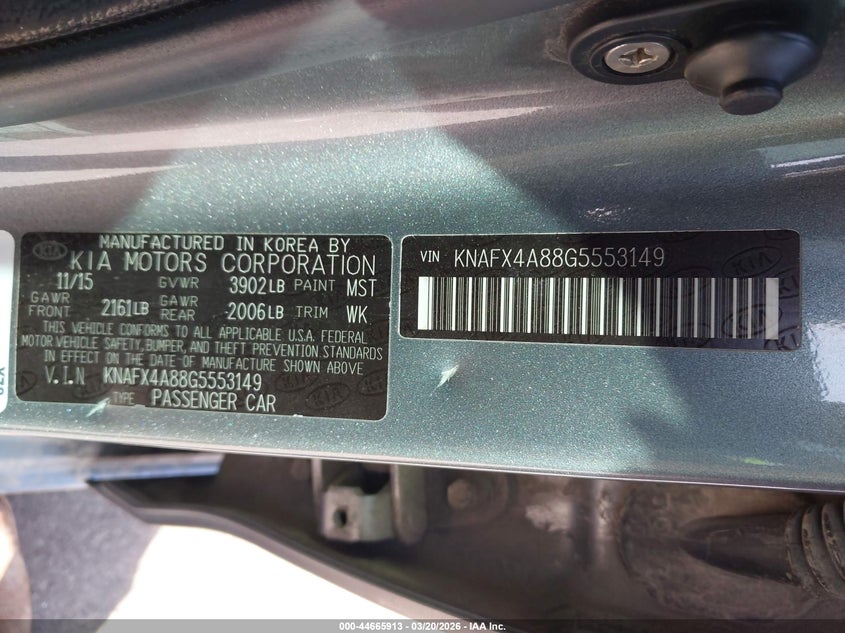 KIA
MANUFACTURED IN KOREA BY
KIA MOTORS CORPORATION
11/15 GVWR 3902LB PAINT MST
GAWR FRONT 2161LB GAWR REAR 2006LB TRIM WK
THIS VEHICLE CONFORMS TO ALL APPLICABLE U.S.A. FEDERAL
MOTOR VEHICLE SAFETY, BUMPER, AND THEFT PREVENTION STANDARDS
IN EFFECT ON THE DATE OF MANUFACTURE SHOWN ABOVE
V.I.N KNAFX4A88G5553149
TYPE PASSENGER CAR
VIN KNAFX4A88G5553149
000-44665913 — 03/20/2026 — IAA Inc.